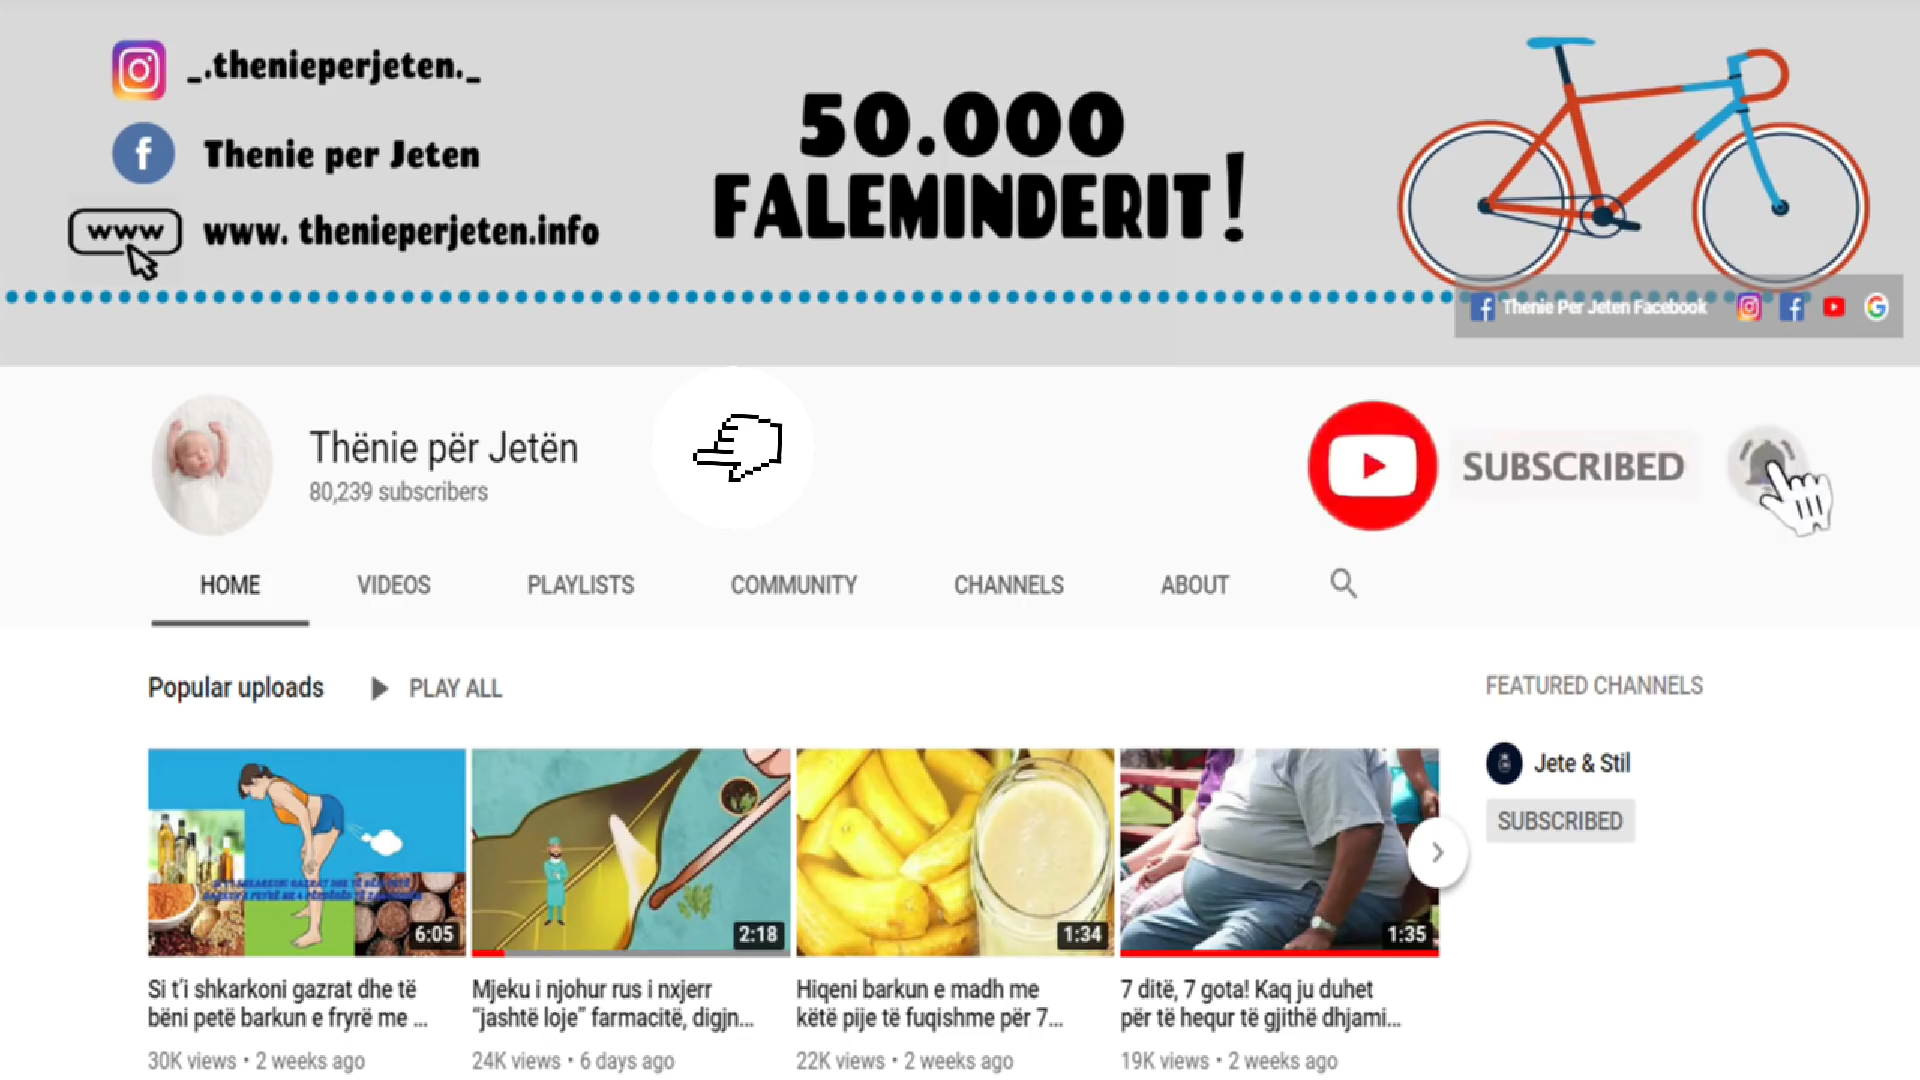 _.thenieperjeten._
Thenie per Jeten
www
www. thenieperjeten.info
50.000
FALEMINDERIT!
Thenie Per Jeten Facebook
Thënie për Jetën
80,239 subscribers
SUBSCRIBED
HOME
VIDEOS
PLAYLISTS
COMMUNITY
CHANNELS
ABOUT
Popular uploads
PLAY ALL
FEATURED CHANNELS
Jete & Stil
SUBSCRIBED
6:05
Si t'i shkarkoni gazrat dhe të
bëni petë barkun e fryrë me ...
30K views • 2 weeks ago
2:18
Mjeku i njohur rus i nxjerr
"jashtë loje” farmacitë, digjn...
24K views • 6 days ago
1:34
Hiqeni barkun e madh me
këtë pije të fuqishme për 7...
22K views • 2 weeks ago
1:35
7 ditë, 7 gota! Kaq ju duhet
për të hequr të gjithë dhjami...
19K views • 2 weeks ago